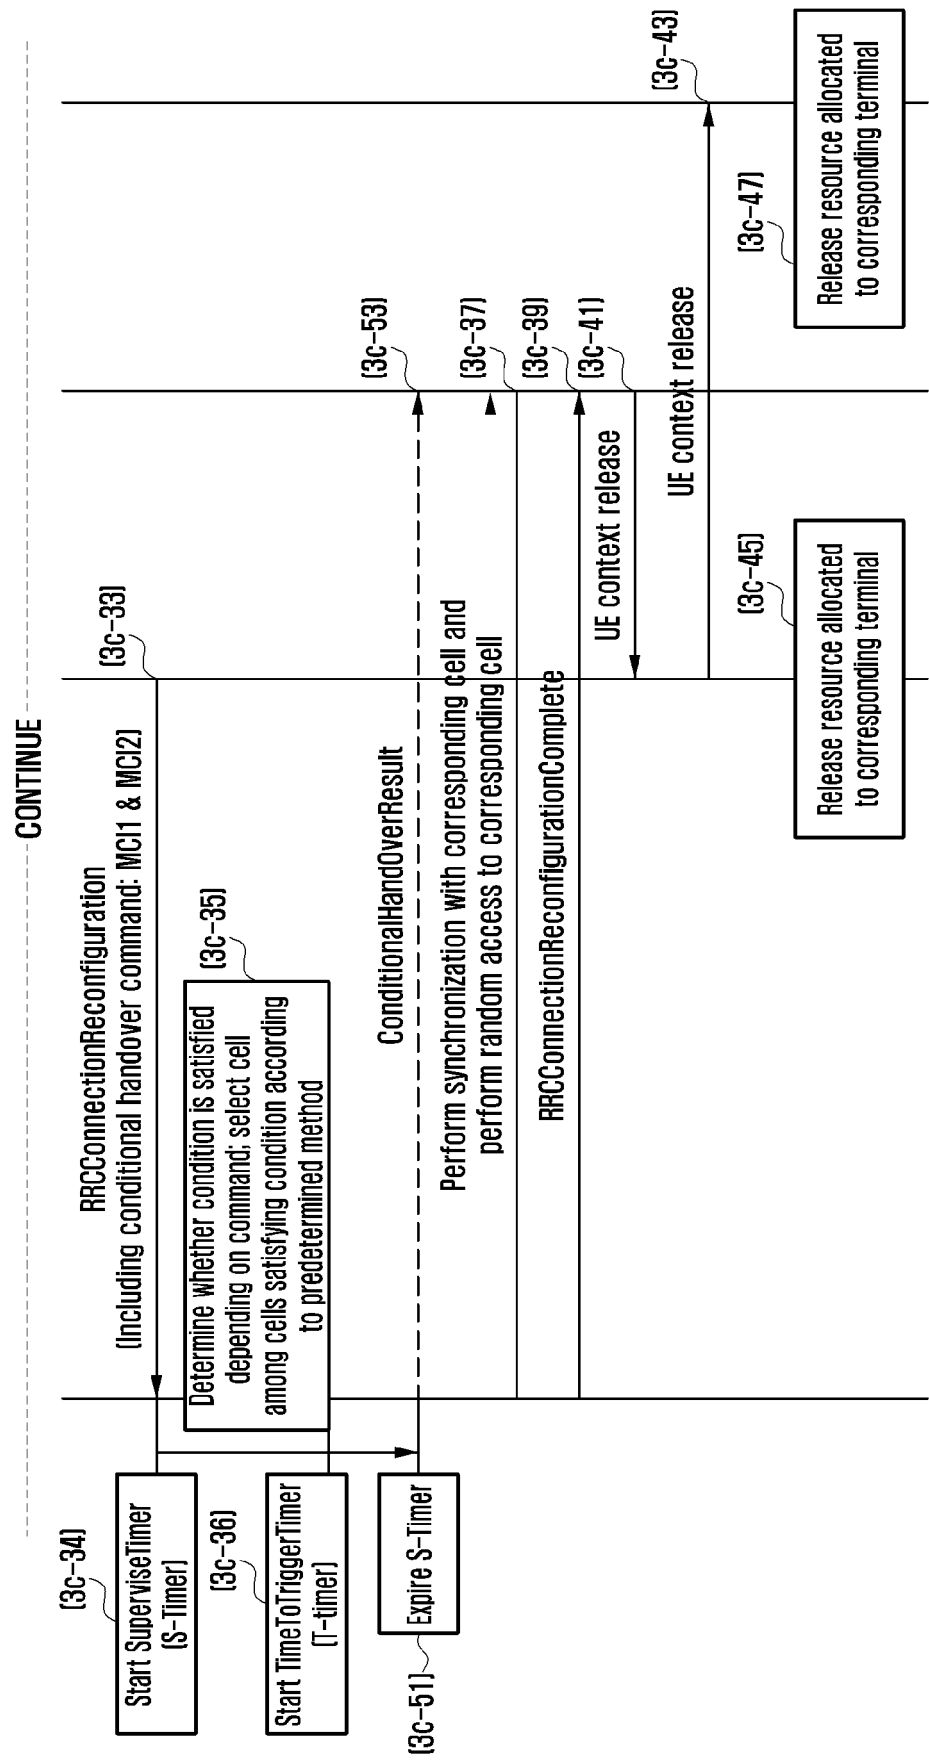 CONTINUE
(3c-33)
RRCConnectionReconfiguration
(Including conditional handover command: MCI1 & MCI2)
(3c-34)
Start SuperviseTimer
(S-Timer)
(3c-35)
Determine whether condition is satisfied
depending on command; select cell
among cells satisfying condition according
to predetermined method
(3c-36)
Start TimeToTriggerTimer
(T-timer)
(3c-51)
Expire S-Timer
ConditionalHandOverResult
(3c-53)
Perform synchronization with corresponding cell and
perform random access to corresponding cell
(3c-37)
(3c-39)
RRCConnectionReconfigurationComplete
(3c-41)
UE context release
UE context release
(3c-43)
(3c-45)
Release resource allocated
to corresponding terminal
(3c-47)
Release resource allocated
to corresponding terminal